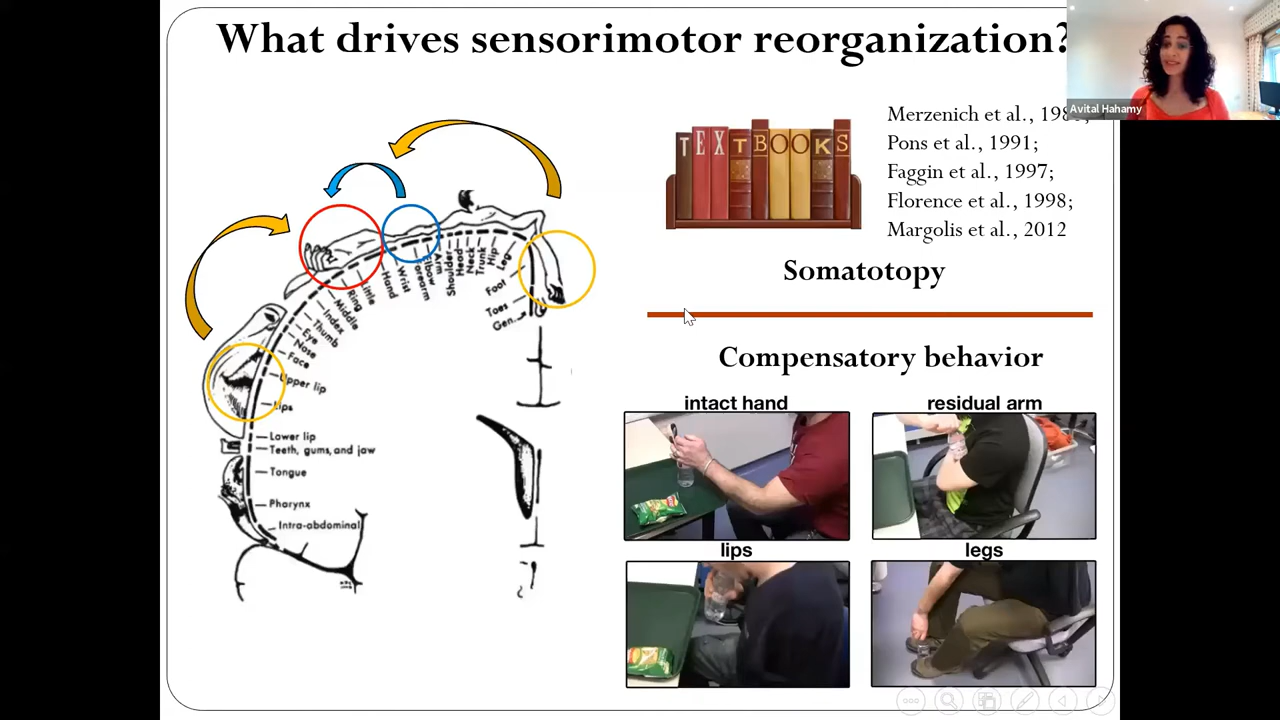 What drives sensorimotor reorganization?
Avital Hahamy
TEXTBOOKS
Merzenich et al.,
Pons et al., 1991;
Faggin et al., 1997;
Florence et al., 1998;
Margolis et al., 2012
Somatotopy
Compensatory behavior
intact hand
residual arm
lips
legs
Gen.
Toes
Foot
Leg
Hip
Trunk
Neck
Head
Shoulder
Arm
Elbow
Forearm
Wrist
Hand
Little
Ring
Middle
Index
Thumb
Eye
Nose
Face
Upper lip
Lips
Lower lip
Teeth, gums, and jaw
Tongue
Pharynx
Intra-abdominal